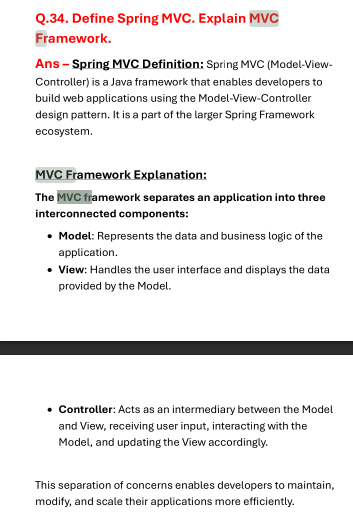 Q.34. Define Spring MVC. Explain MVC
Framework.
Ans – Spring MVC Definition: Spring MVC (Model-View-
Controller) is a Java framework that enables developers to
build web applications using the Model-View-Controller
design pattern. It is a part of the larger Spring Framework
ecosystem.
MVC Framework Explanation:
The MVC framework separates an application into three
interconnected components:
• Model: Represents the data and business logic of the
application.
• View: Handles the user interface and displays the data
provided by the Model.
• Controller: Acts as an intermediary between the Model
and View, receiving user input, interacting with the
Model, and updating the View accordingly.
This separation of concerns enables developers to maintain,
modify, and scale their applications more efficiently.